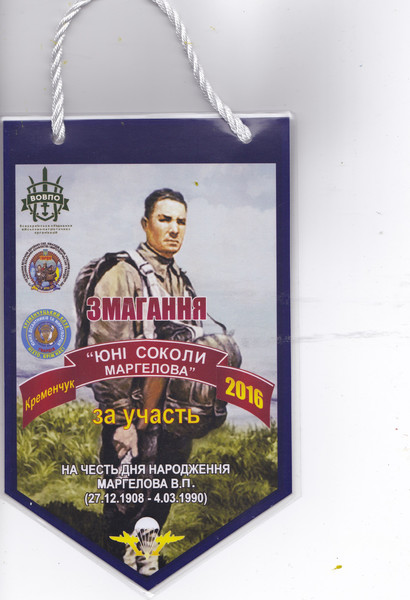 ВОВПО
ЗМАГАННЯ
"ЮНІ СОКОЛИ
МАРГЕЛОВА"
Кременчук
2016
за участь
НА ЧЕСТЬ ДНЯ НАРОДЖЕННЯ
МАРГЕЛОВА В.П.
(27.12.1908 - 4.03.1990)